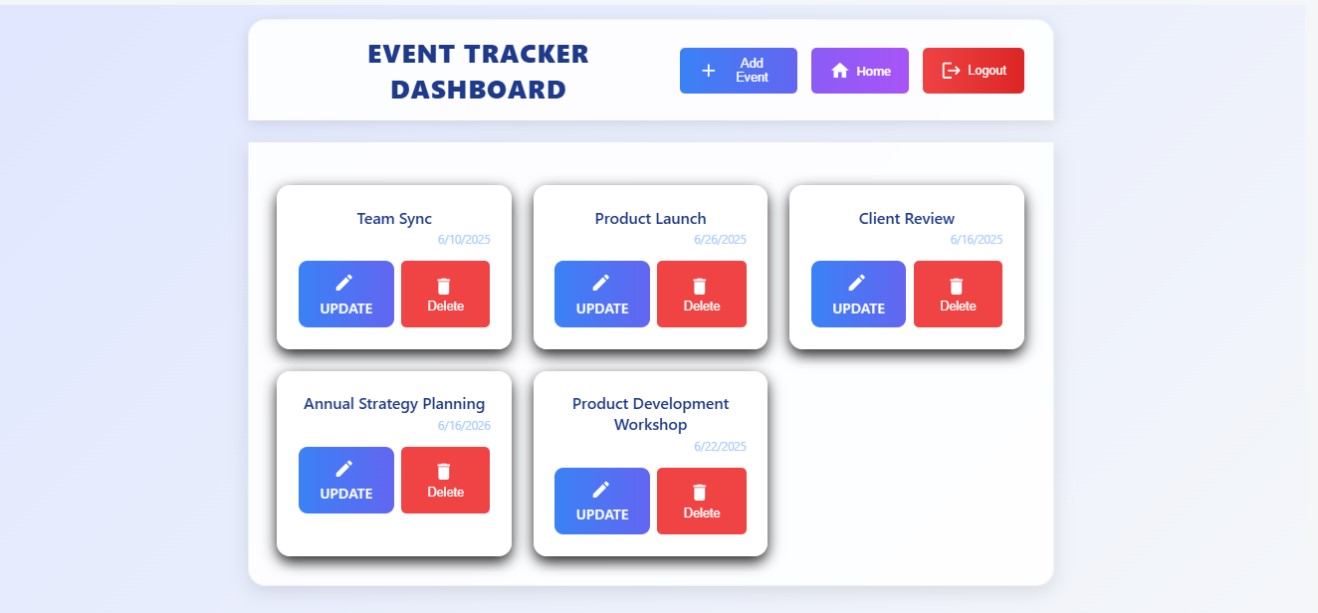 EVENT TRACKER
DASHBOARD
Add
Event
Home
Logout
Team Sync
6/10/2025
UPDATE
Delete
Product Launch
6/26/2025
UPDATE
Delete
Client Review
6/16/2025
UPDATE
Delete
Annual Strategy Planning
6/16/2026
UPDATE
Delete
Product Development
Workshop
6/22/2025
UPDATE
Delete